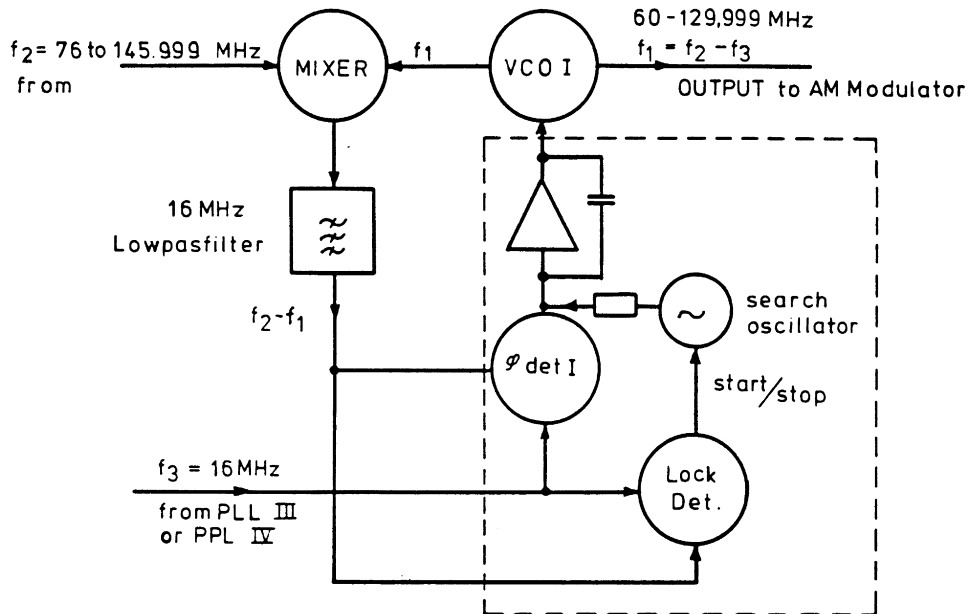 f2 = 76 to 145.999 MHz
from
MIXER
f1
VCO I
60-129,999 MHz
f1 = f2 - f3
OUTPUT to AM Modulator
16 MHz
Lowpasfilter
f2-f1
φ det I
~
search
oscillator
start/stop
f3 = 16 MHz
from PLL III
or PPL IV
Lock
Det.